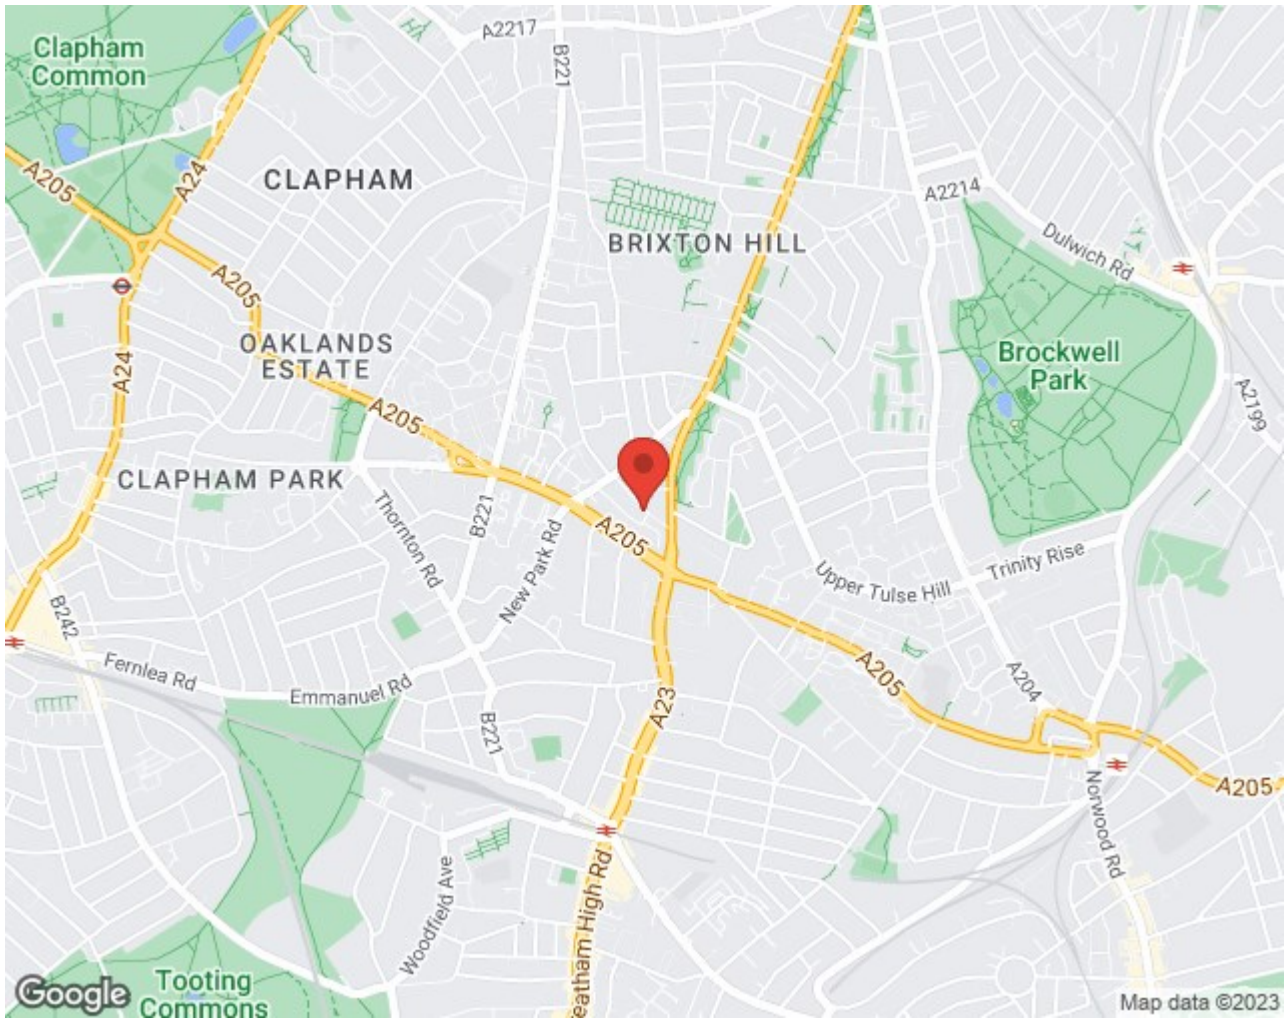 A2217
Clapham
Common
B221
A24
A205
CLAPHAM
A2214
BRIXTON HILL
Dulwich Rd
A205
OAKLANDS
ESTATE
Brockwell
Park
A24
A205
A2199
CLAPHAM PARK
Thornton Rd
B221
New Park Rd
A205
Upper Tulse Hill
Trinity Rise
B242
Fernlea Rd
Emmanuel Rd
A205
A204
A23
B221
A205
Norwood Rd
Woodfield Ave
eatham High Rd
Tooting
Commons
Google
Map data ©2023